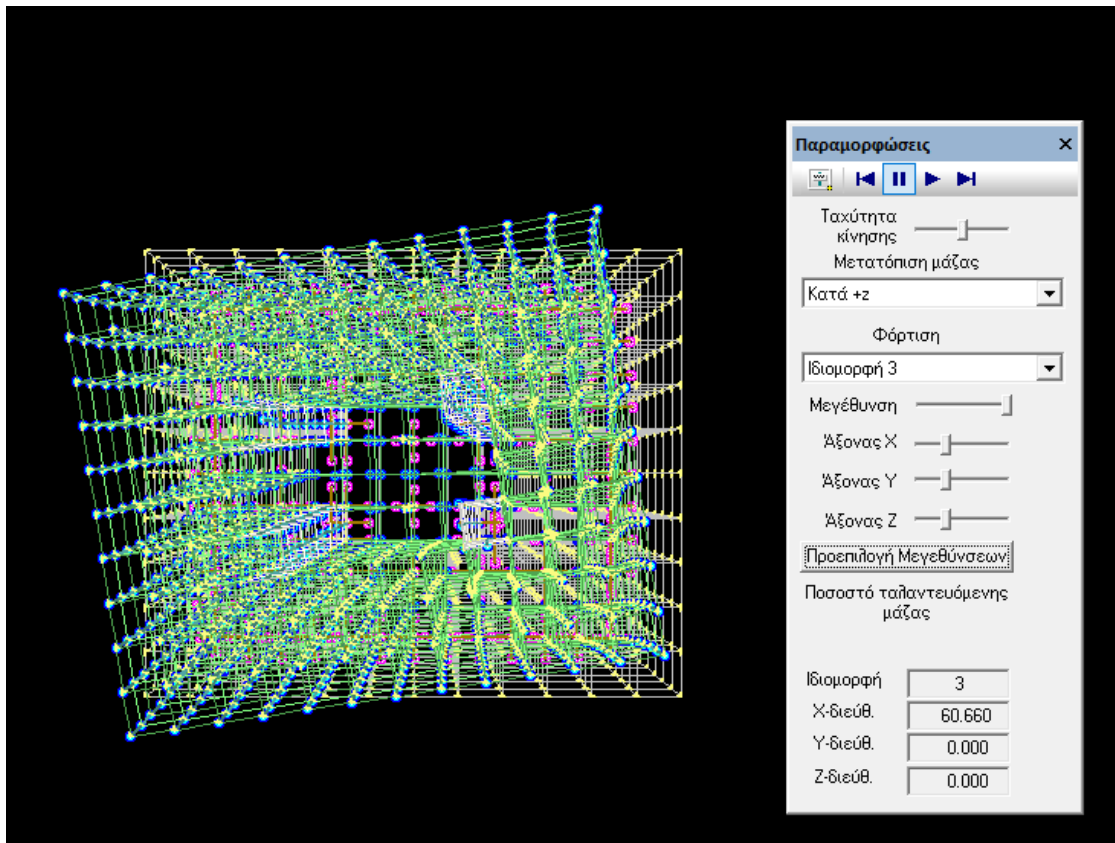 Παραμορφώσεις
Ταχύτητα
κίνησης
Μετατόπιση μάζας
Κατά +z
Φόρτιση
Ιδιομορφή 3
Μεγέθυνση
Άξονας X
Άξονας Y
Άξονας Z
Προεπιλογή Μεγεθύνσεων
Ποσοστό ταλαντευόμενης
μάζας
Ιδιομορφή 3
X-διεύθ. 60.660
Y-διεύθ. 0.000
Z-διεύθ. 0.000